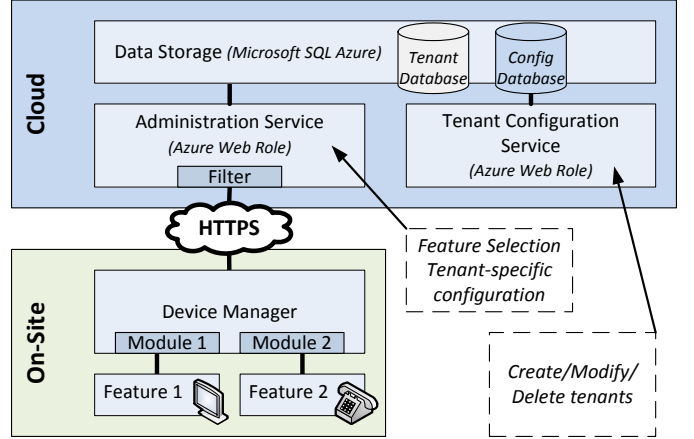 Cloud
Data Storage (Microsoft SQL Azure)
Tenant
Database
Config
Database
Administration Service
(Azure Web Role)
Filter
Tenant Configuration
Service
(Azure Web Role)
HTTPS
Feature Selection
Tenant-specific
configuration
On-Site
Device Manager
Module 1
Module 2
Feature 1
Feature 2
Create/Modify/
Delete tenants